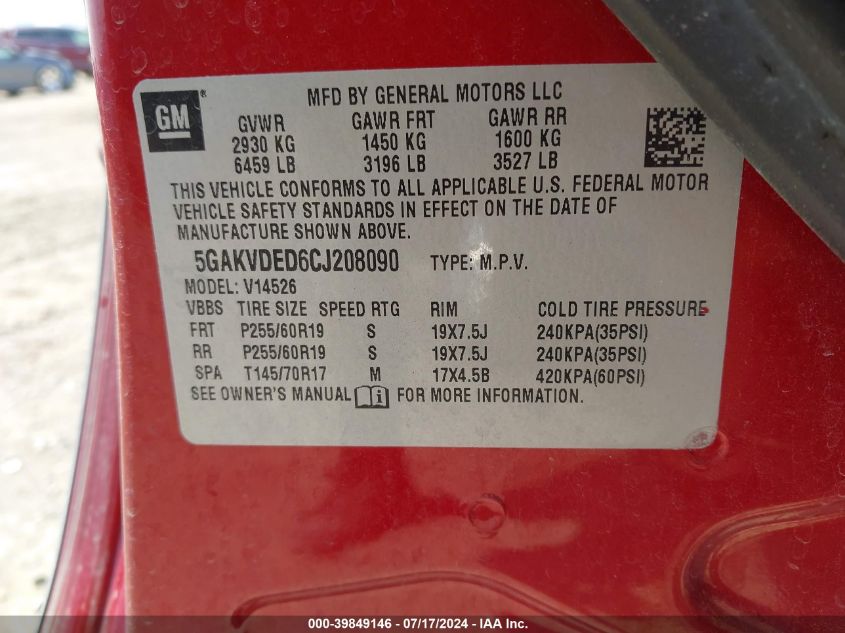 MFD BY GENERAL MOTORS LLC
GM
GVWR GAWR FRT GAWR RR
2930 KG 1450 KG 1600 KG
6459 LB 3196 LB 3527 LB
THIS VEHICLE CONFORMS TO ALL APPLICABLE U.S. FEDERAL MOTOR
VEHICLE SAFETY STANDARDS IN EFFECT ON THE DATE OF
MANUFACTURE SHOWN ABOVE.
5GAKVDED6CJ208090 TYPE: M.P.V.
MODEL: V14526
VBBS TIRE SIZE SPEED RTG RIM COLD TIRE PRESSURE
FRT P255/60R19 S 19X7.5J 240KPA(35PSI)
RR P255/60R19 S 19X7.5J 240KPA(35PSI)
SPA T145/70R17 M 17X4.5B 420KPA(60PSI)
SEE OWNER'S MANUAL FOR MORE INFORMATION.
000-39849146 - 07/17/2024 - IAA Inc.